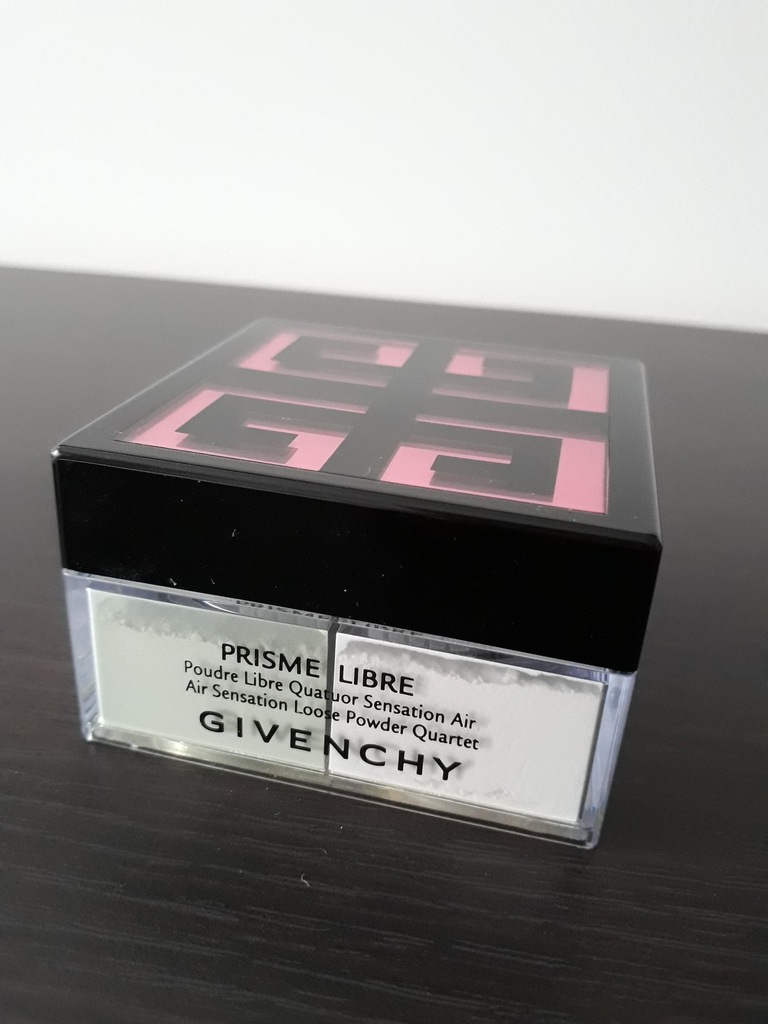 PRISME LIBRE
Poudre Libre Quatuor Sensation Air
Air Sensation Loose Powder Quartet
GIVENCHY